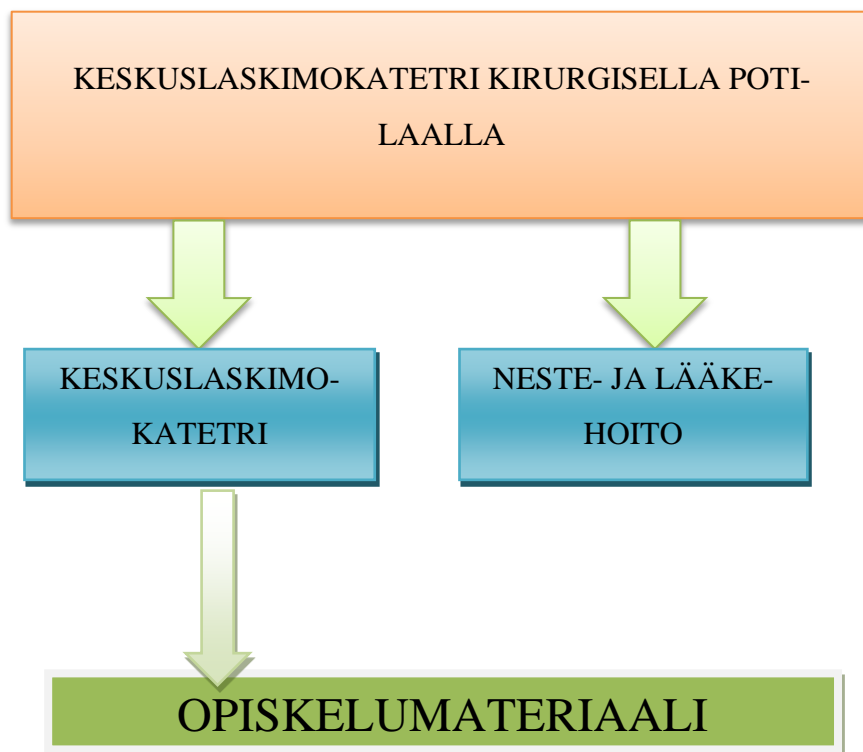 KESKUSLASKIMOKATETRI KIRURGISELLA POTI-
LAALLA
KESKUSLASKIMO-
KATETRI
NESTE- JA LÄÄKE-
HOITO
OPISKELUMATERIAALI